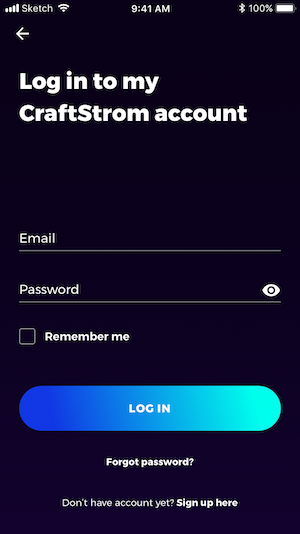 Sketch 9:41 AM 100%
Log in to my
CraftStrom account
Email
Password
Remember me
LOG IN
Forgot password?
Don't have account yet? Sign up here